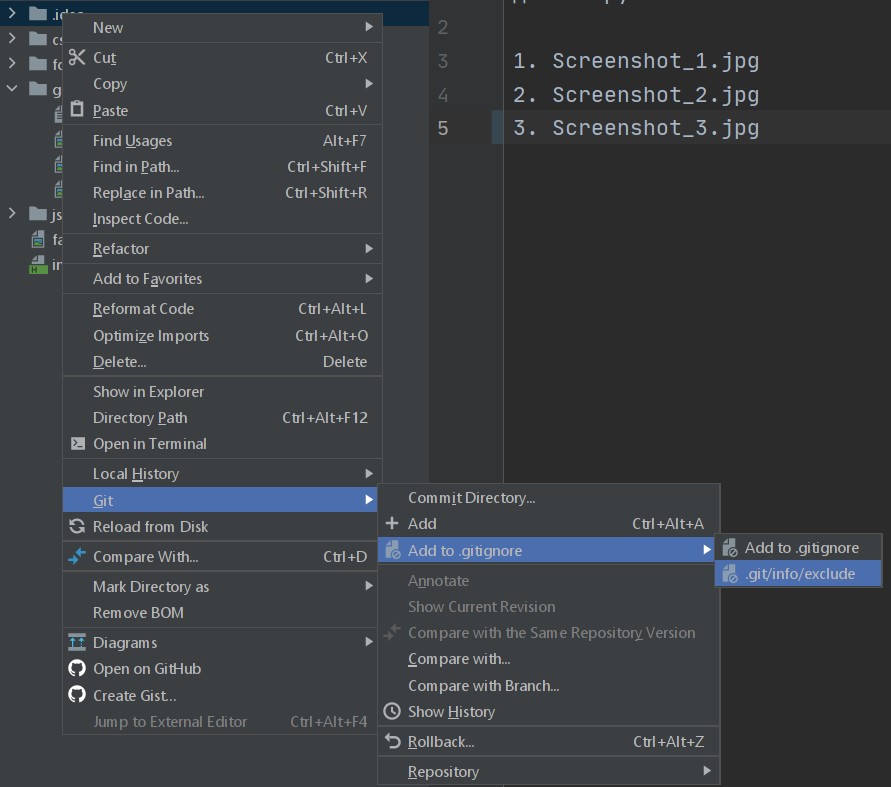 .idea
New
2
Cut Ctrl+X
3 1. Screenshot_1.jpg
Copy
4 2. Screenshot_2.jpg
Paste Ctrl+V
5 3. Screenshot_3.jpg
Find Usages Alt+F7
Find in Path... Ctrl+Shift+F
Replace in Path... Ctrl+Shift+R
js
Inspect Code...
Refactor
Add to Favorites
Reformat Code Ctrl+Alt+L
Optimize Imports Ctrl+Alt+O
Delete... Delete
Show in Explorer
Directory Path Ctrl+Alt+F12
Open in Terminal
Local History
Git
Reload from Disk
Compare With... Ctrl+D
Mark Directory as
Remove BOM
Diagrams
Open on GitHub
Create Gist...
Jump to External Editor Ctrl+Alt+F4
Commit Directory...
Add Ctrl+Alt+A
Add to .gitignore
Annotate
Show Current Revision
Compare with the Same Repository Version
Compare with...
Compare with Branch...
Show History
Rollback... Ctrl+Alt+Z
Repository
Add to .gitignore
.git/info/exclude